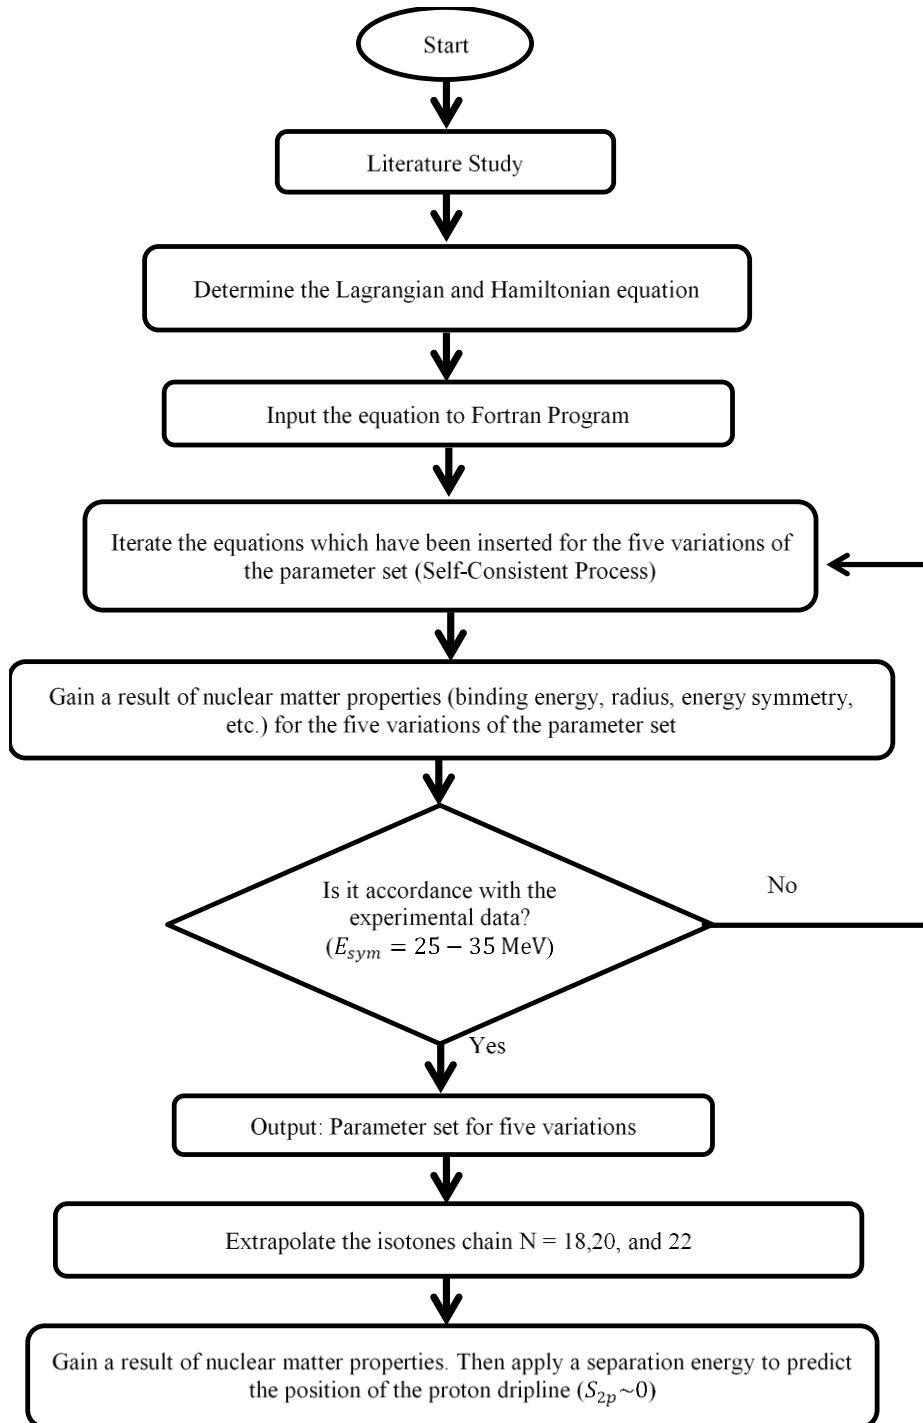 Start
Literature Study
Determine the Lagrangian and Hamiltonian equation
Input the equation to Fortran Program
Iterate the equations which have been inserted for the five variations of
the parameter set (Self-Consistent Process)
Gain a result of nuclear matter properties (binding energy, radius, energy symmetry,
etc.) for the five variations of the parameter set
Is it accordance with the
experimental data?
(E_{sym} = 25 − 35 MeV)
No
Yes
Output: Parameter set for five variations
Extrapolate the isotones chain N = 18,20, and 22
Gain a result of nuclear matter properties. Then apply a separation energy to predict
the position of the proton dripline (S_{2p}~0)